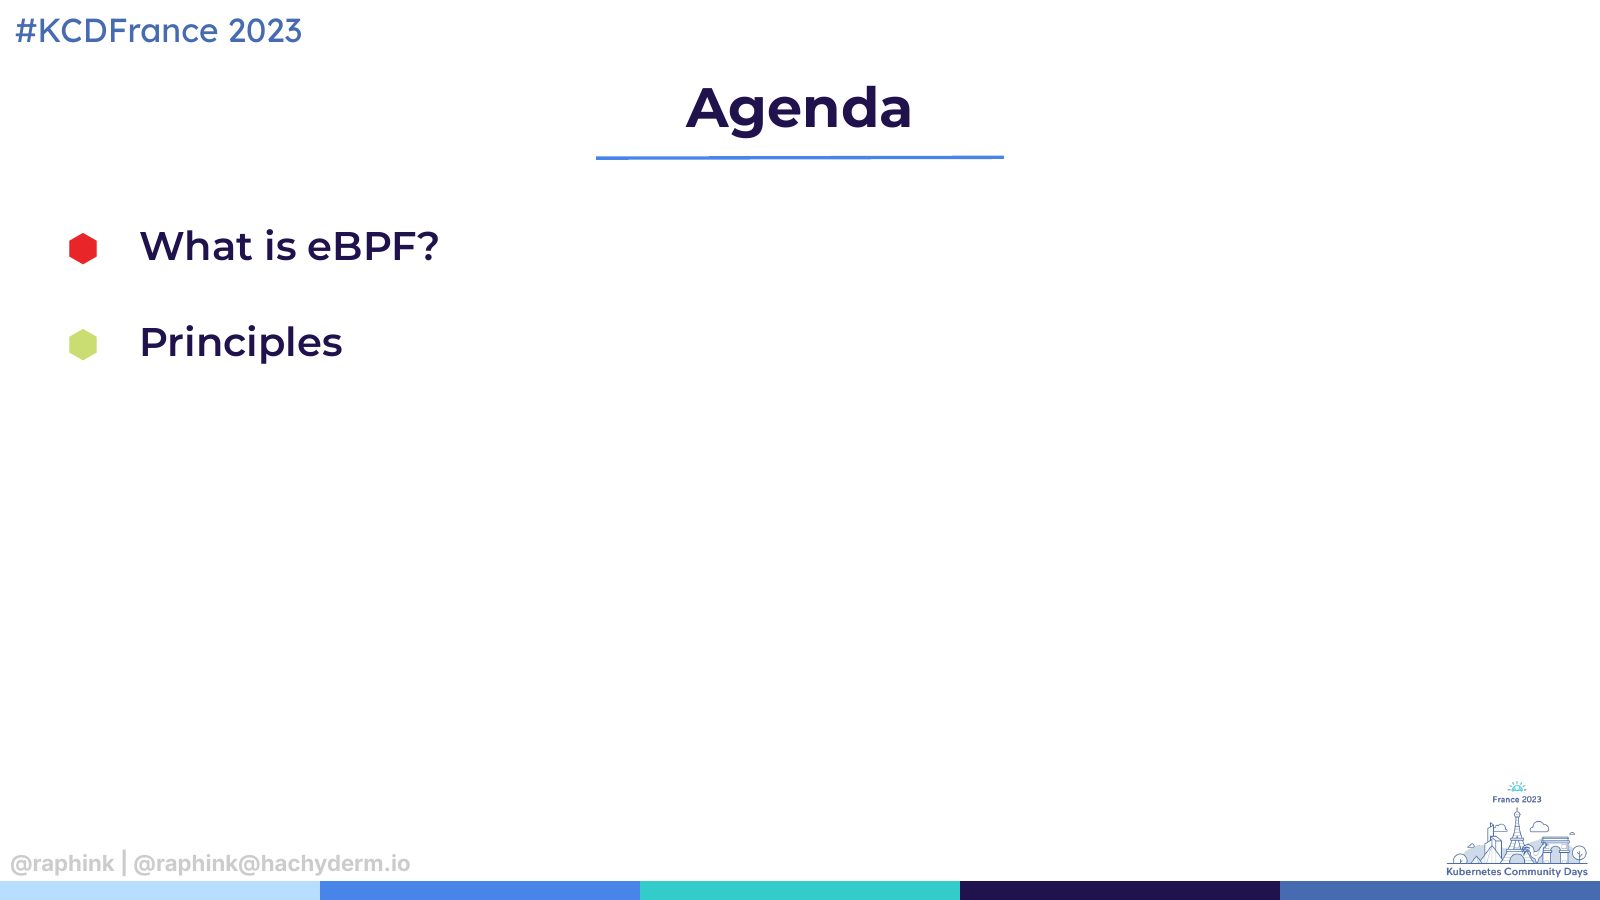 #KCDFrance 2023
Agenda
What is eBPF?
Principles
France 2023
Kubernetes Community Days
@raphink | @raphink@hachyderm.io